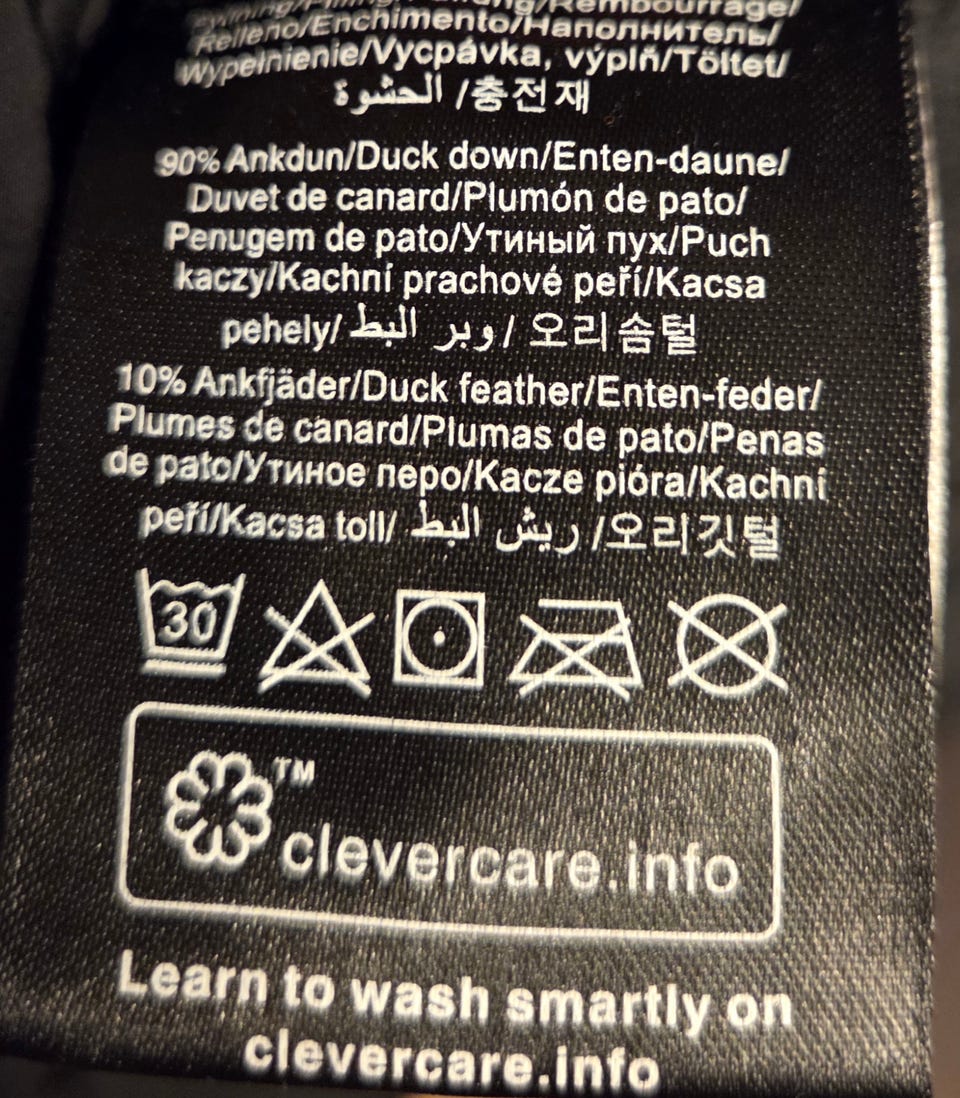 Rembourrage/
Relleno/Enchimento/Наполнитель/
Wypełnienie/Vycpávka, výplň/Töltet/
الحشوة /충전재
90% Ankdun/Duck down/Enten-daune/
Duvet de canard/Plumón de pato/
Penugem de pato/Утиный пух/Puch
kaczy/Kachní prachové peří/Kacsa
pehely/ وبر البط / 오리솜털
10% Ankfjäder/Duck feather/Enten-feder/
Plumes de canard/Plumas de pato/Penas
de pato/Утиное перо/Kacze pióra/Kachní
peří/Kacsa toll/ ريش البط /오리깃털
30
TM
clevercare.info
Learn to wash smartly on
clevercare.info